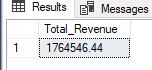 Results Messages
Total_Revenue
1 1764546.44